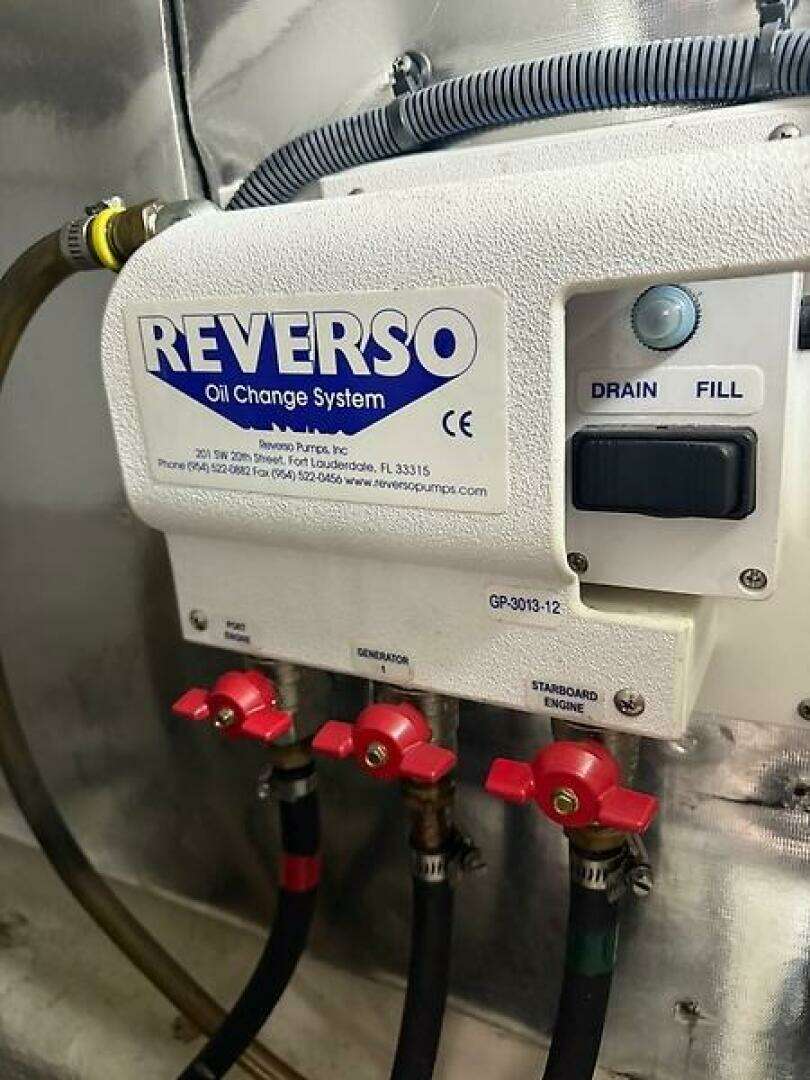 REVERSO
Oil Change System
CE
Reverso Pumps, Inc
201 SW 20th Street, Fort Lauderdale, FL 33315
Phone (954) 522-0882 Fax (954) 522-0456 www.reversopumps.com
DRAIN FILL
GP-3013-12
PORT
ENGINE
GENERATOR
1
STARBOARD
ENGINE